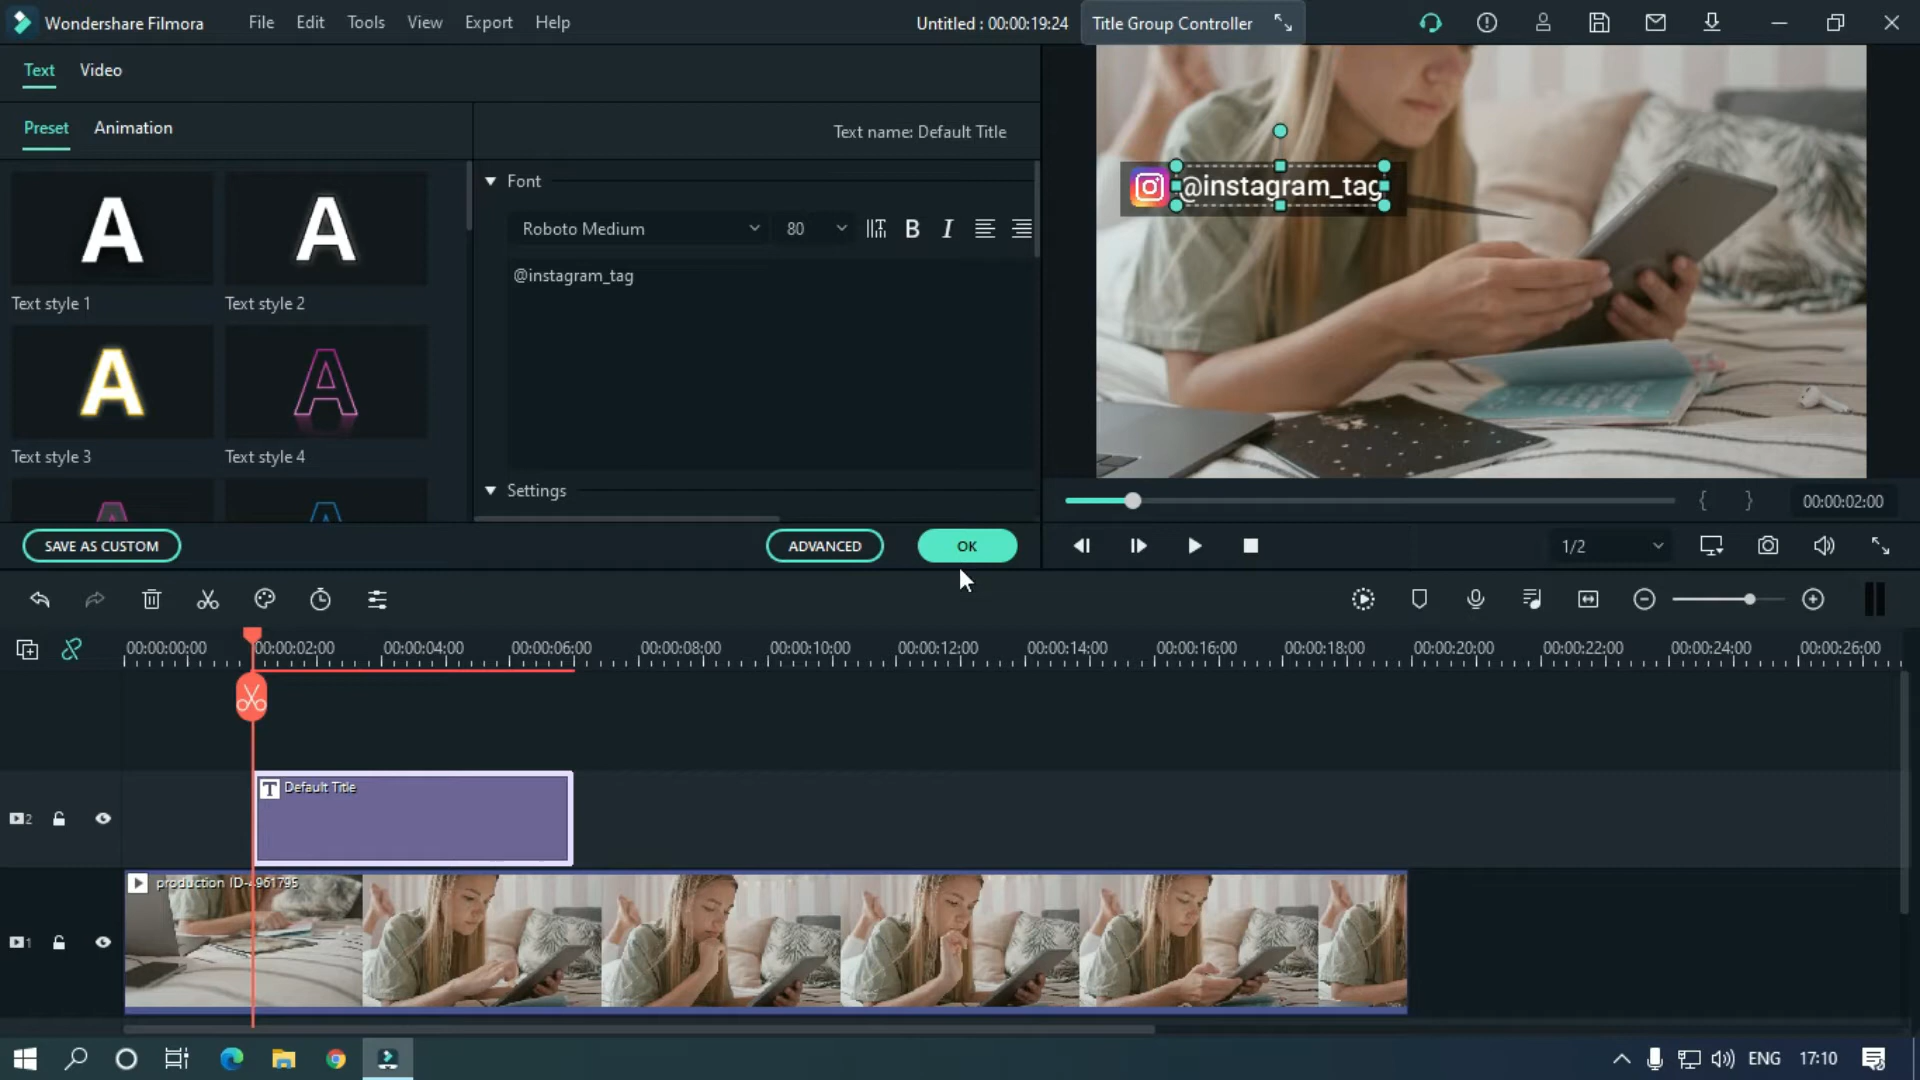 Wondershare Filmora File Edit Tools View Export Help Untitled : 00:00:19:24 Title Group Controller
Text Video
Preset Animation Text name: Default Title
Font
Roboto Medium 80 B I
@instagram_tag
@instagram_tag
A A
Text style 1 Text style 2
A A
Text style 3 Text style 4
Settings
{ } 00:00:02:00
SAVE AS CUSTOM ADVANCED OK 1/2
00:00:00:00 00:00:02:00 00:00:04:00 00:00:06:00 00:00:08:00 00:00:10:00 00:00:12:00 00:00:14:00 00:00:16:00 00:00:18:00 00:00:20:00 00:00:22:00 00:00:24:00 00:00:26:00
T Default Title
2
production ID-4961795
1
ENG 17:10